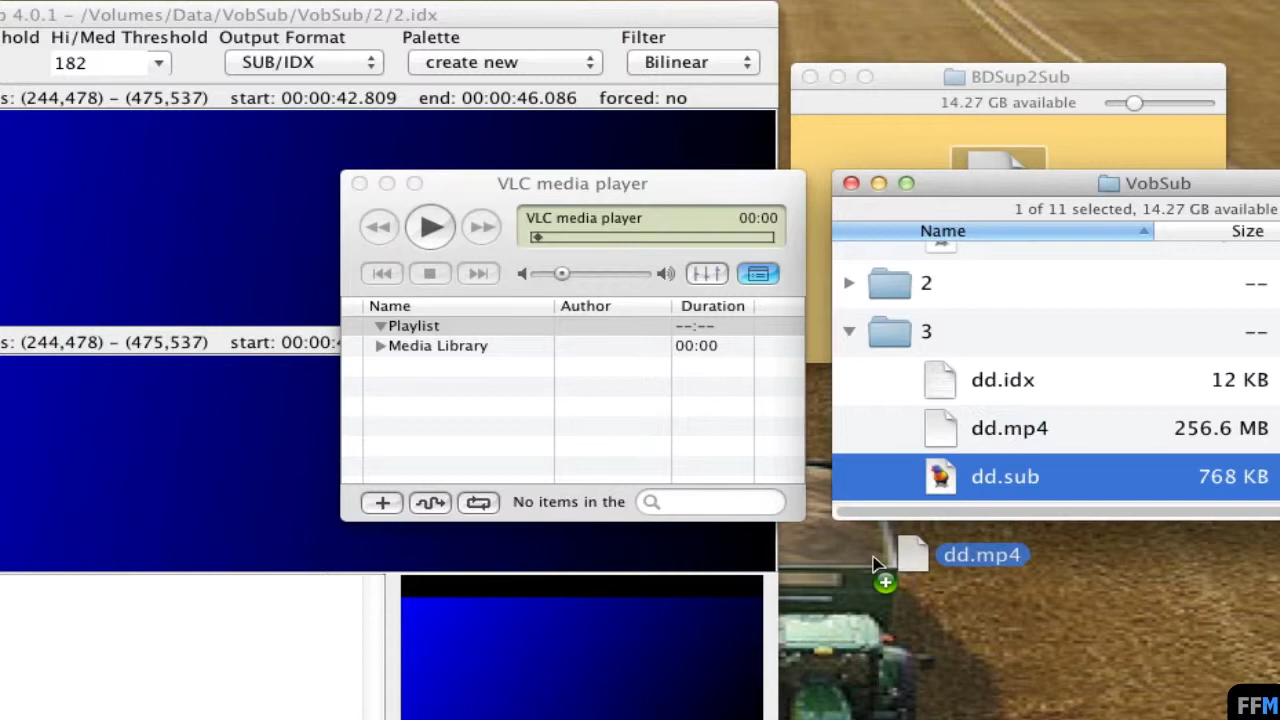 4.0.1 - /Volumes/Data/VobSub/VobSub/2/2.idx
hold Hi/Med Threshold Output Format Palette Filter
182 SUB/IDX create new Bilinear
s: (244,478) - (475,537) start: 00:00:42.809 end: 00:00:46.086 forced: no
s: (244,478) - (475,537) start: 00:00:
VLC media player
VLC media player 00:00
Name Author Duration
Playlist --:--
Media Library 00:00
No items in the
BDSup2Sub
14.27 GB available
VobSub
1 of 11 selected, 14.27 GB available
Name Size
2 --
3 --
dd.idx 12 KB
dd.mp4 256.6 MB
dd.sub 768 KB
dd.mp4
FFM